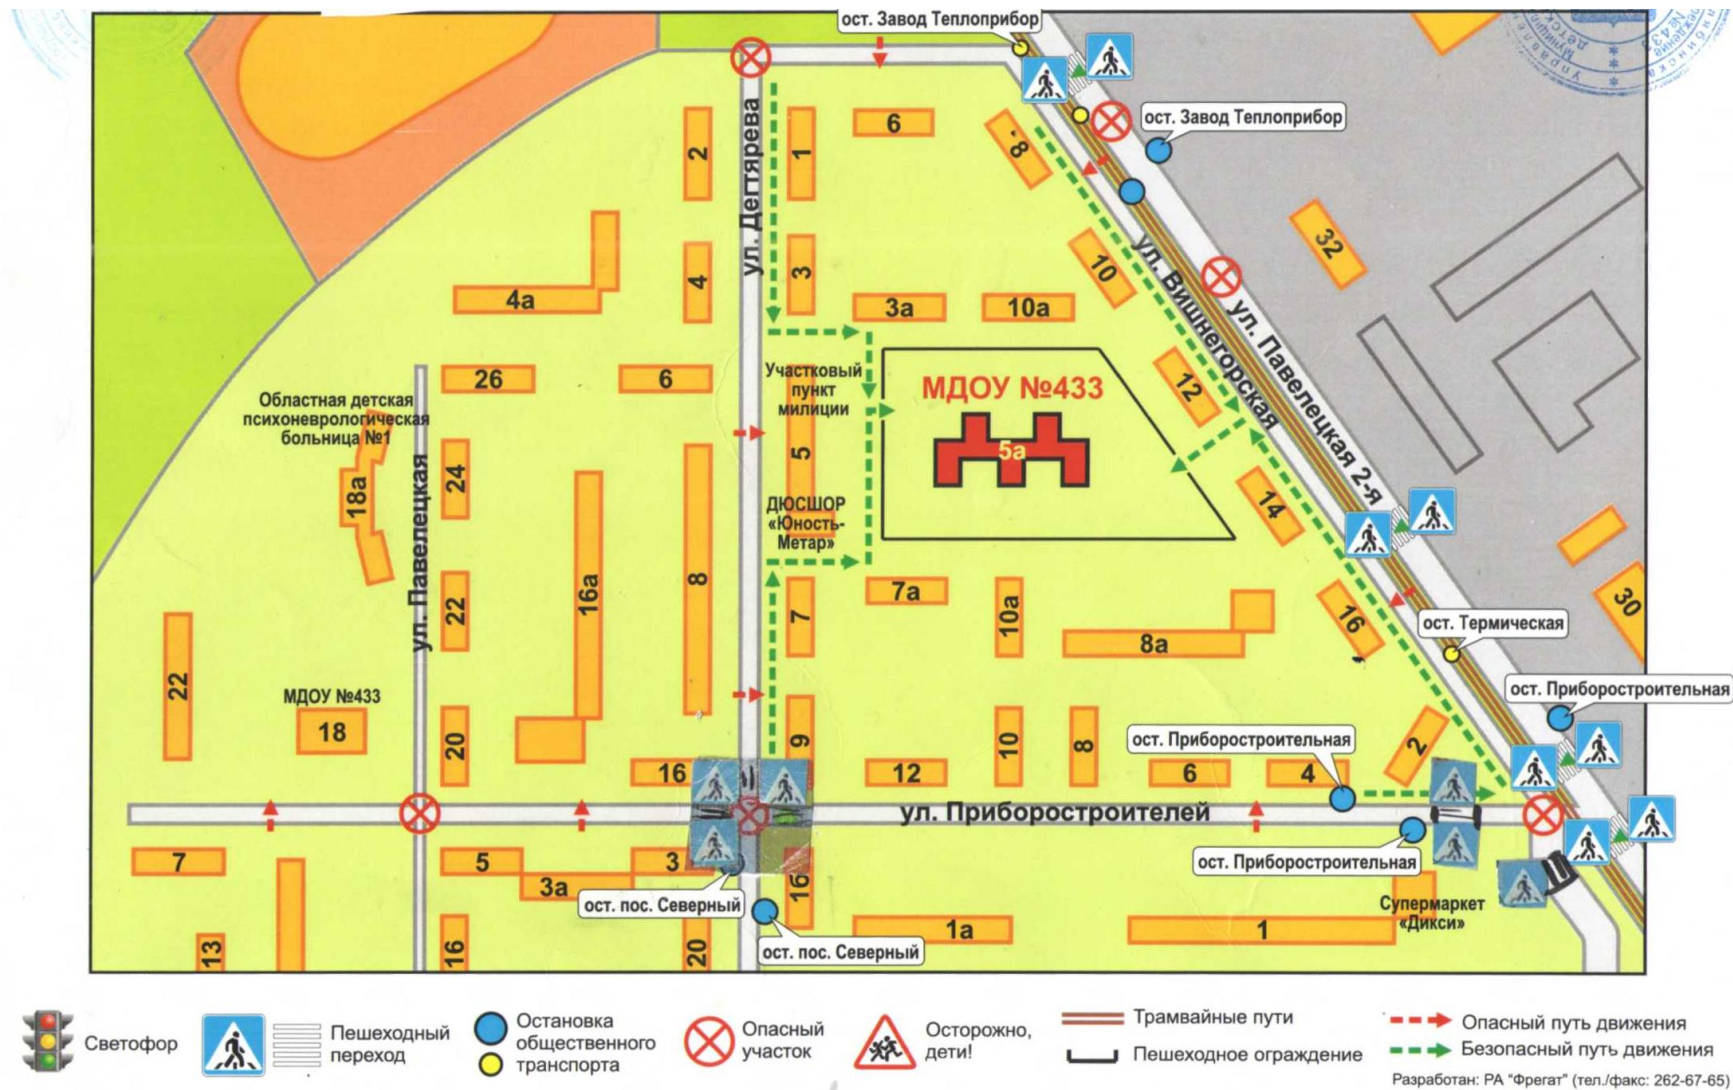 ост. Завод Теплоприбор
ост. Завод Теплоприбор
ул. Дегтярева
2
1
6
8
4
3
10
32
4а
3а
10а
ул. Вишнегорская
ул. Павелецкая 2-я
26
6
Участковый
пункт
милиции
МДОУ №433
5а
12
Областная детская
психоневрологическая
больница №1
18а
ул. Павелецкая
24
5
14
ДЮСШОР
«Юность-
Метар»
16а
8
22
7
7а
10а
8а
16
30
ост. Термическая
22
МДОУ №433
18
20
9
10
8
2
ост. Приборостроительная
ост. Приборостроительная
16
12
6
4
ул. Приборостроителей
7
5
3а
3
1б
ост. Приборостроительная
ост. пос. Северный
Супермаркет
«Дикси»
13
16
20
1а
1
ост. пос. Северный
Светофор
Пешеходный
переход
Остановка
общественного
транспорта
Опасный
участок
Осторожно,
дети!
Трамвайные пути
Пешеходное ограждение
Опасный путь движения
Безопасный путь движения
Разработан: РА "Фрегат" (тел./факс: 262-67-65)